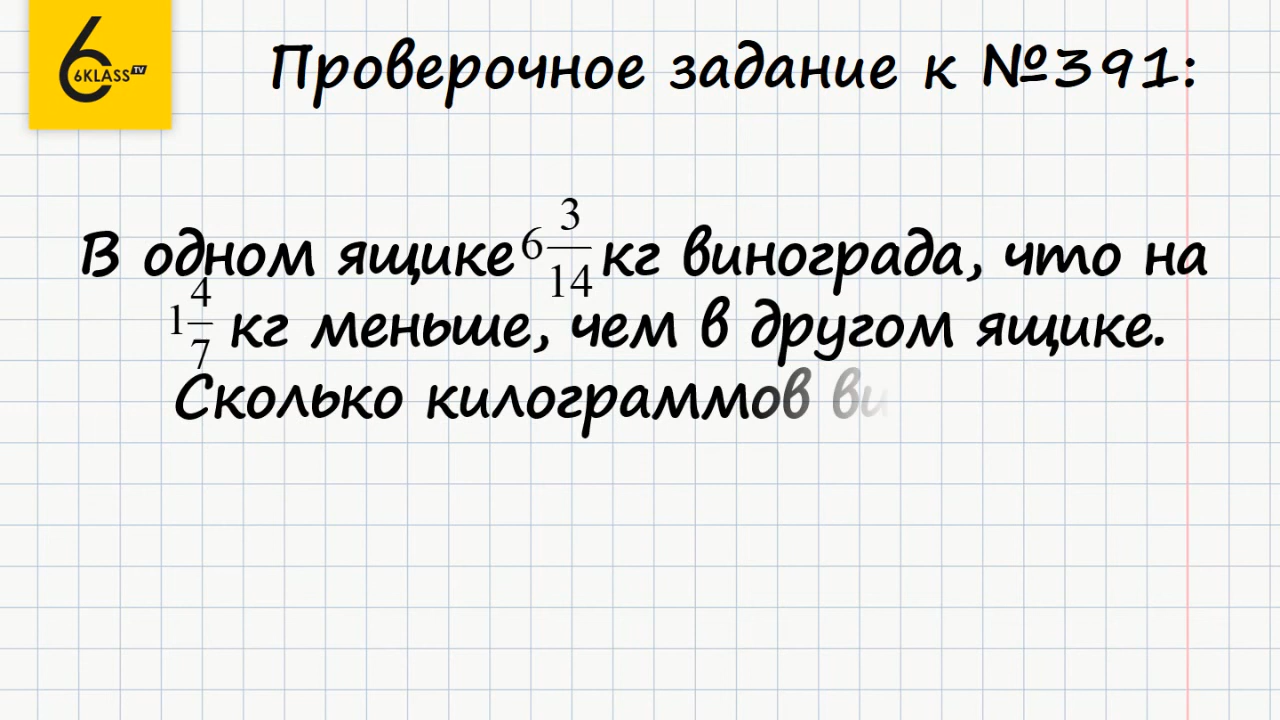 6KLASS TV
Проверочное задание к №391:
В одном ящике 6 3/14 кг винограда, что на
1 4/7 кг меньше, чем в другом ящике.
Сколько килограммов